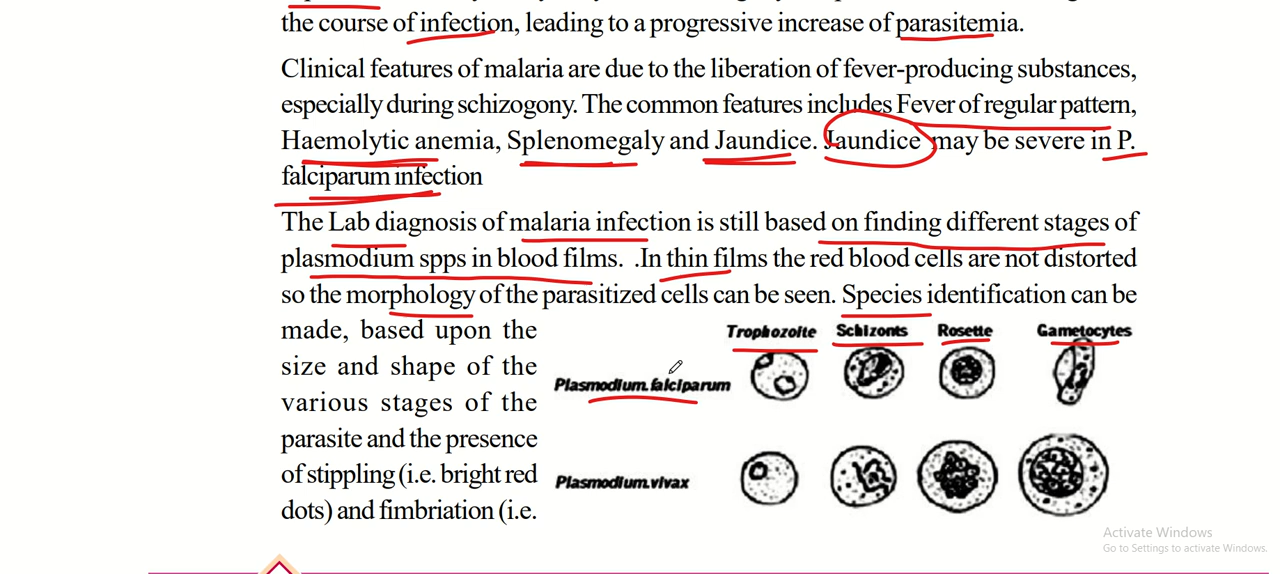 the course of infection, leading to a progressive increase of parasitemia.
Clinical features of malaria are due to the liberation of fever-producing substances,
especially during schizogony. The common features includes Fever of regular pattern,
Haemolytic anemia, Splenomegaly and Jaundice. Jaundice may be severe in P.
falciparum infection
The Lab diagnosis of malaria infection is still based on finding different stages of
plasmodium spps in blood films. .In thin films the red blood cells are not distorted
so the morphology of the parasitized cells can be seen. Species identification can be
made, based upon the
size and shape of the
various stages of the
parasite and the presence
of stippling (i.e. bright red
dots) and fimbriation (i.e.
Trophozoite Schizonts Rosette Gametocytes
Plasmodium.falciparum
Plasmodium.vivax
Activate Windows
Go to Settings to activate Windows.